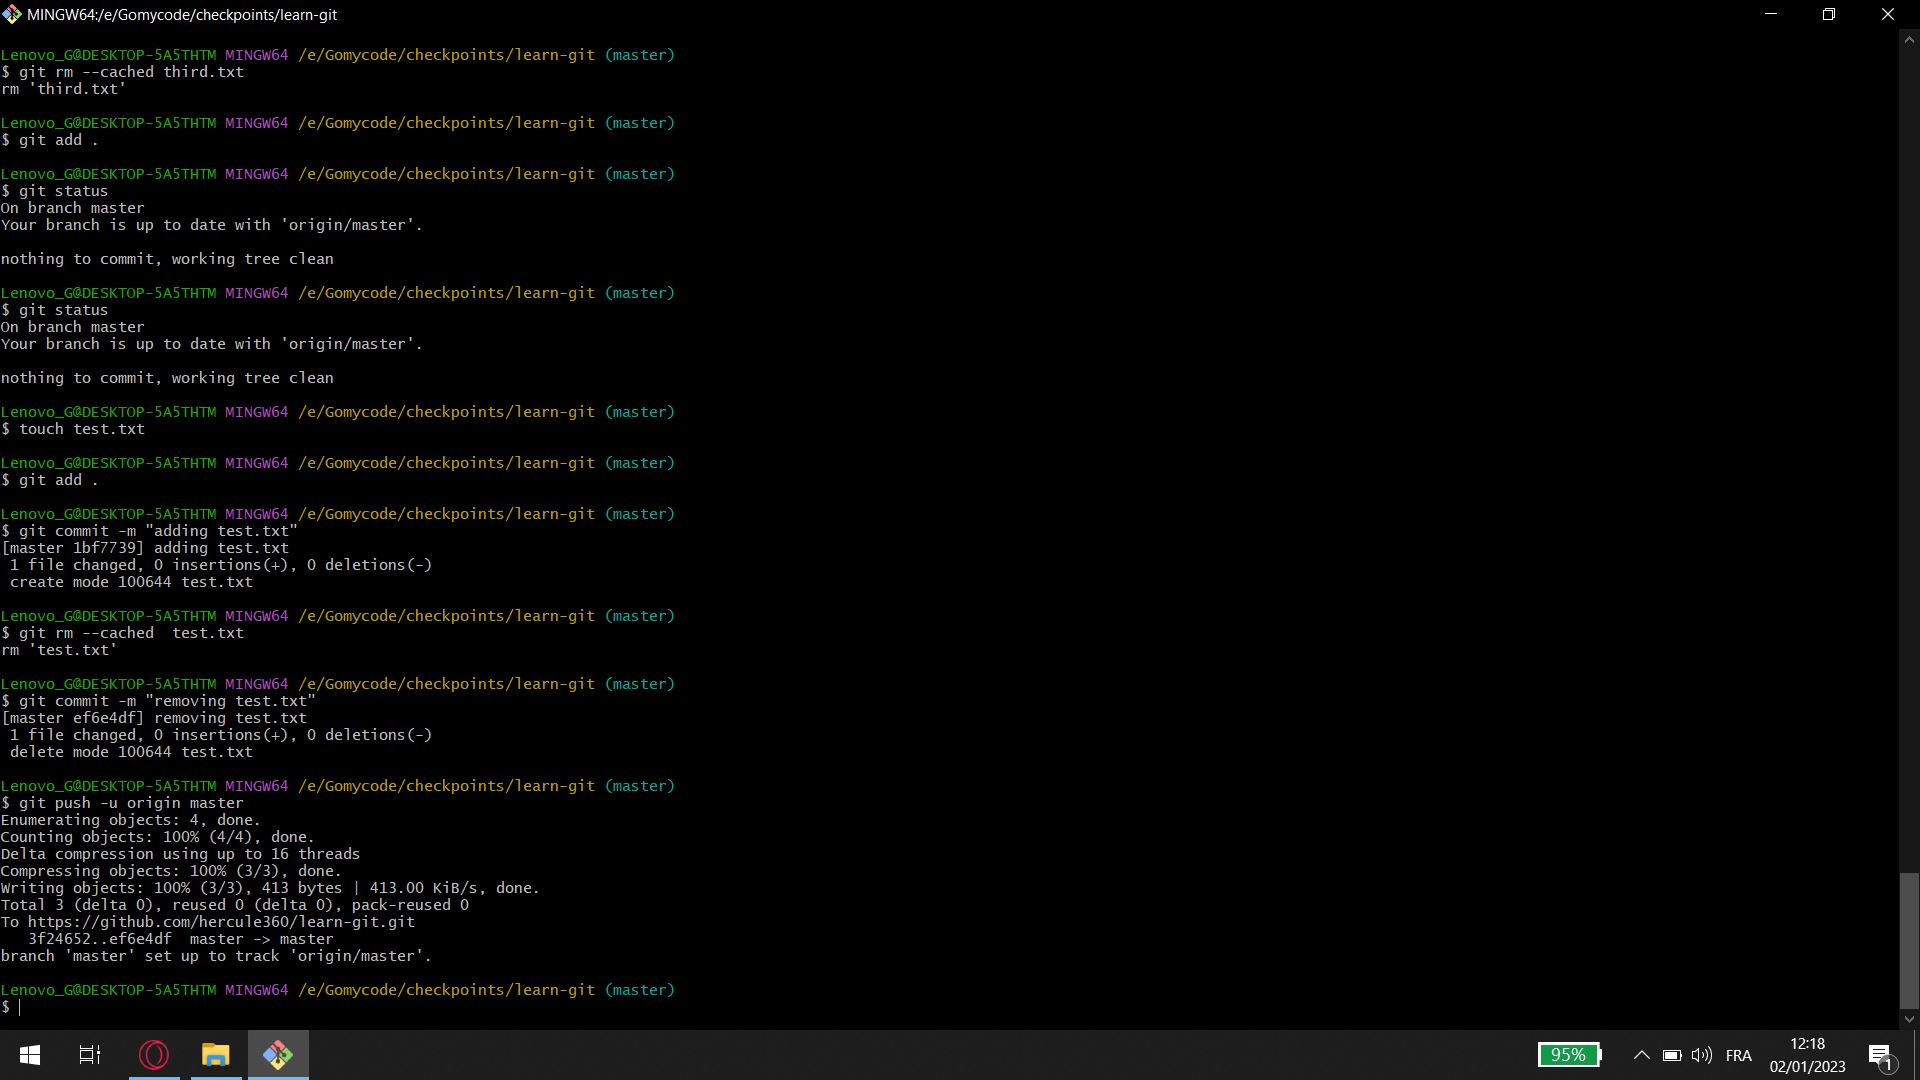 MINGW64:/e/Gomycode/checkpoints/learn-git
Lenovo_G@DESKTOP-5A5THTM MINGW64 /e/Gomycode/checkpoints/learn-git (master)
$ git rm --cached third.txt
rm 'third.txt'
Lenovo_G@DESKTOP-5A5THTM MINGW64 /e/Gomycode/checkpoints/learn-git (master)
$ git add .
Lenovo_G@DESKTOP-5A5THTM MINGW64 /e/Gomycode/checkpoints/learn-git (master)
$ git status
On branch master
Your branch is up to date with 'origin/master'.
nothing to commit, working tree clean
Lenovo_G@DESKTOP-5A5THTM MINGW64 /e/Gomycode/checkpoints/learn-git (master)
$ git status
On branch master
Your branch is up to date with 'origin/master'.
nothing to commit, working tree clean
Lenovo_G@DESKTOP-5A5THTM MINGW64 /e/Gomycode/checkpoints/learn-git (master)
$ touch test.txt
Lenovo_G@DESKTOP-5A5THTM MINGW64 /e/Gomycode/checkpoints/learn-git (master)
$ git add .
Lenovo_G@DESKTOP-5A5THTM MINGW64 /e/Gomycode/checkpoints/learn-git (master)
$ git commit -m "adding test.txt"
[master 1bf7739] adding test.txt
 1 file changed, 0 insertions(+), 0 deletions(-)
 create mode 100644 test.txt
Lenovo_G@DESKTOP-5A5THTM MINGW64 /e/Gomycode/checkpoints/learn-git (master)
$ git rm --cached  test.txt
rm 'test.txt'
Lenovo_G@DESKTOP-5A5THTM MINGW64 /e/Gomycode/checkpoints/learn-git (master)
$ git commit -m "removing test.txt"
[master ef6e4df] removing test.txt
 1 file changed, 0 insertions(+), 0 deletions(-)
 delete mode 100644 test.txt
Lenovo_G@DESKTOP-5A5THTM MINGW64 /e/Gomycode/checkpoints/learn-git (master)
$ git push -u origin master
Enumerating objects: 4, done.
Counting objects: 100% (4/4), done.
Delta compression using up to 16 threads
Compressing objects: 100% (3/3), done.
Writing objects: 100% (3/3), 413 bytes | 413.00 KiB/s, done.
Total 3 (delta 0), reused 0 (delta 0), pack-reused 0
To https://github.com/hercule360/learn-git.git
   3f24652..ef6e4df  master -> master
branch 'master' set up to track 'origin/master'.
Lenovo_G@DESKTOP-5A5THTM MINGW64 /e/Gomycode/checkpoints/learn-git (master)
$
95%
FRA
12:18
02/01/2023
1